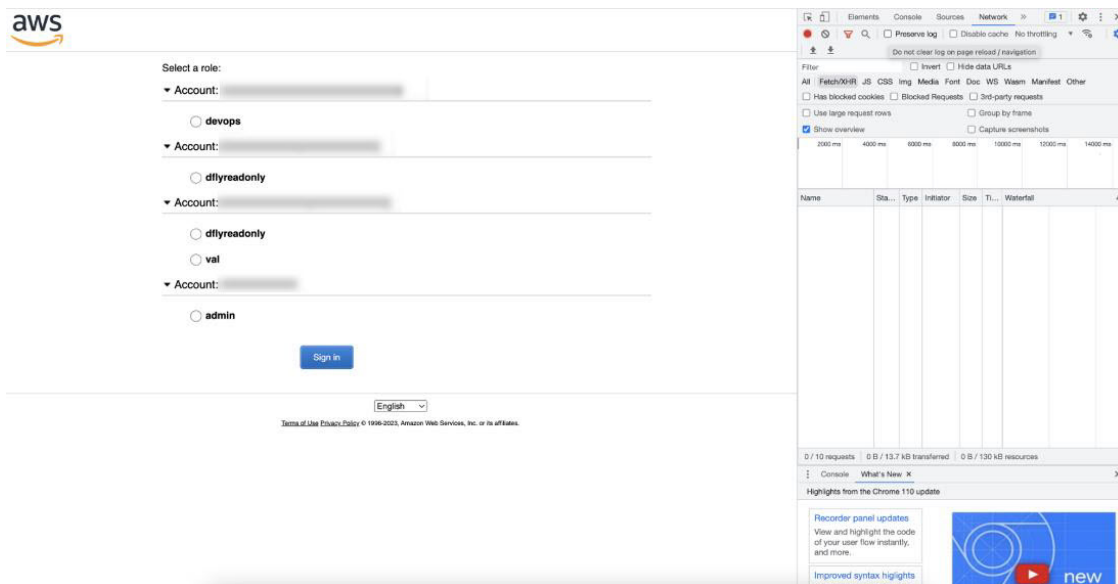 aws
Select a role:
Account:
devops
Account:
dflyreadonly
Account:
dflyreadonly
val
Account:
admin
Sign in
English
Terms of Use Privacy Policy © 1996-2023, Amazon Web Services, Inc. or its affiliates.
Elements Console Sources Network » 1
Preserve log Disable cache No throttling
Do not clear log on page reload / navigation
Filter Invert Hide data URLs
All Fetch/XHR JS CSS Img Media Font Doc WS Wasm Manifest Other
Has blocked cookies Blocked Requests 3rd-party requests
Use large request rows Group by frame
Show overview Capture screenshots
2000 ms 4000 ms 6000 ms 8000 ms 10000 ms 12000 ms 14000 ms
Name Sta... Type Initiator Size Ti... Waterfall
0 / 10 requests 0 B / 13.7 kB transferred 0 B / 130 kB resources
Console What's New ×
Highlights from the Chrome 110 update
Recorder panel updates
View and highlight the code
of your user flow instantly,
and more.
Improved syntax higlights
new